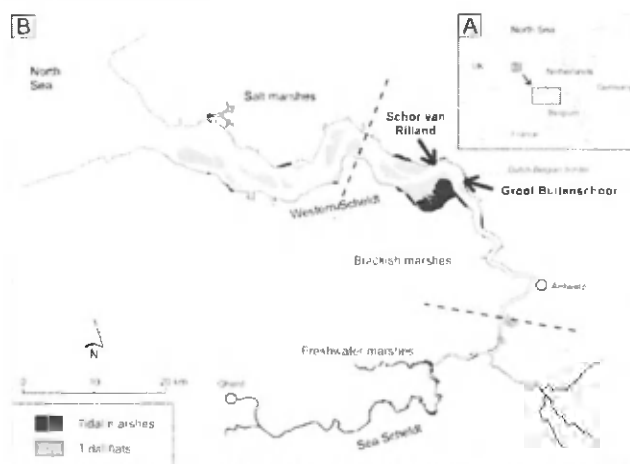 B
North
Sea
Salt marshes
A
North Sea
UK
Netherlands
Germany
Belgium
France
Schor van
Rilland
Dutch-Belgian border
Groot Buitenschoor
Western Scheldt
Brackish marshes
Antwerp
Freshwater marshes
Ghent
Sea Scheldt
N
0 10 20 km
Tidal marshes
Tidal flats